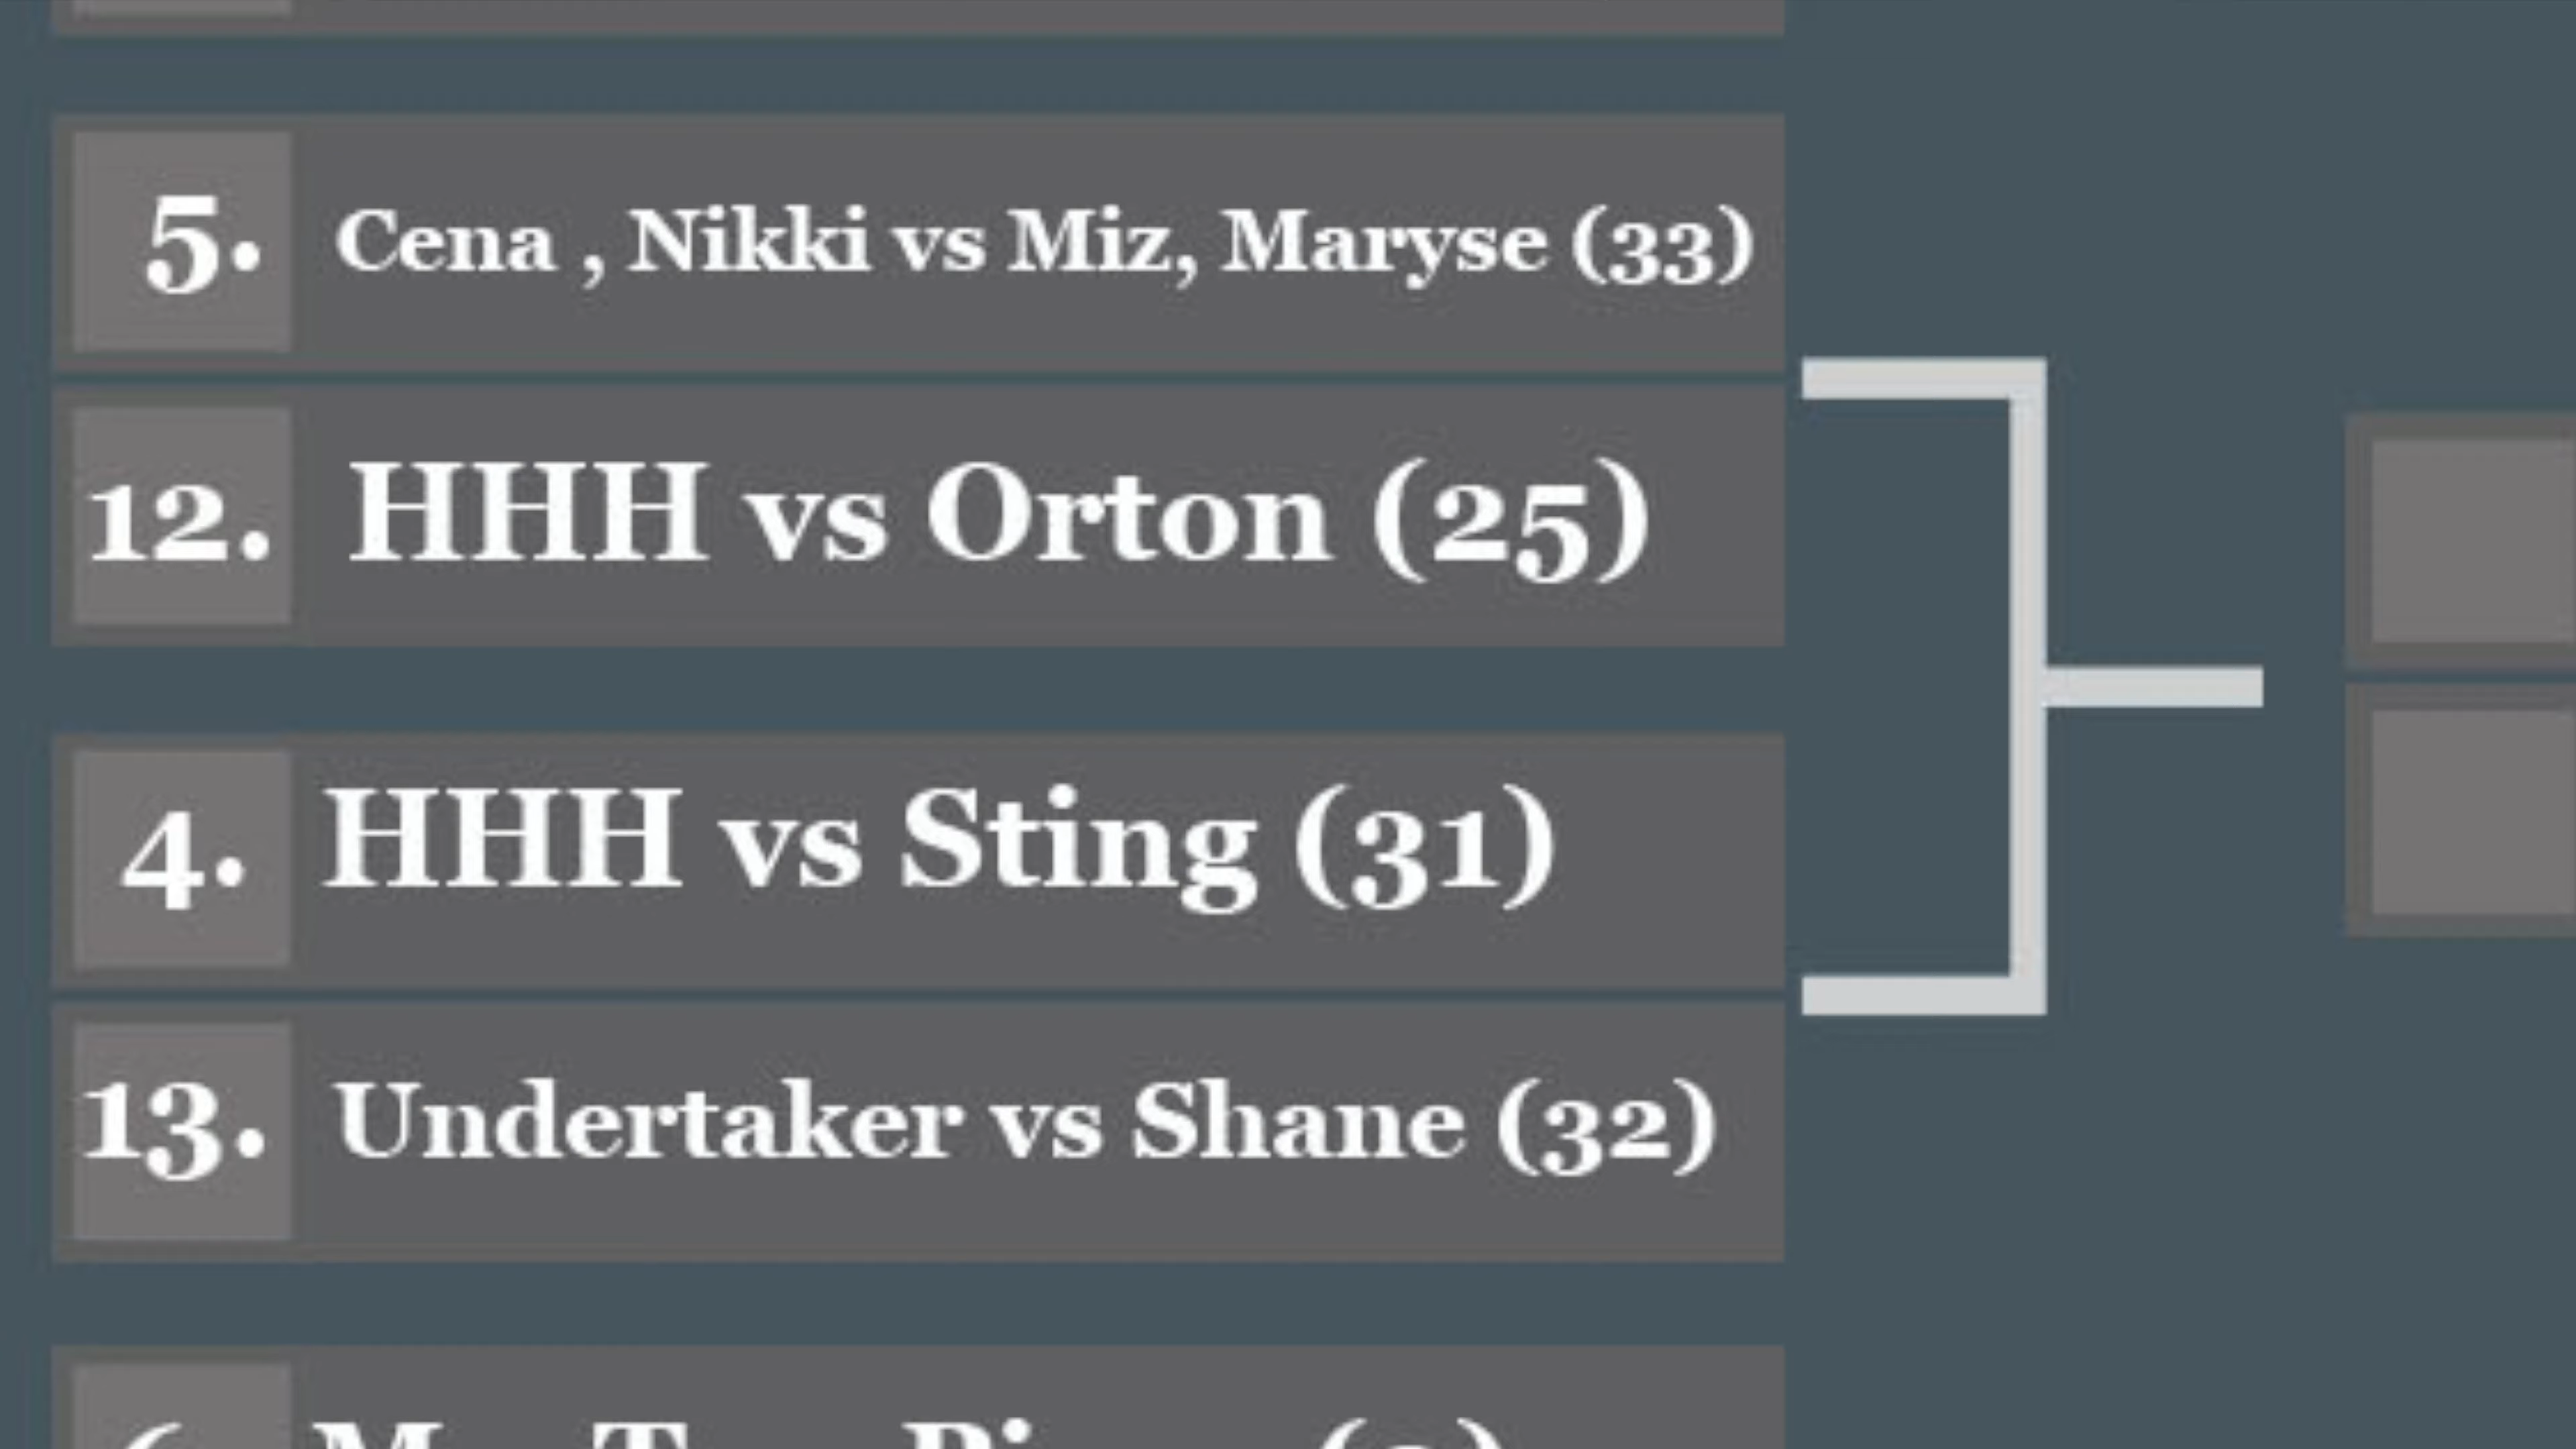 5. Cena , Nikki vs Miz, Maryse (33)
12. HHH vs Orton (25)
4. HHH vs Sting (31)
13. Undertaker vs Shane (32)